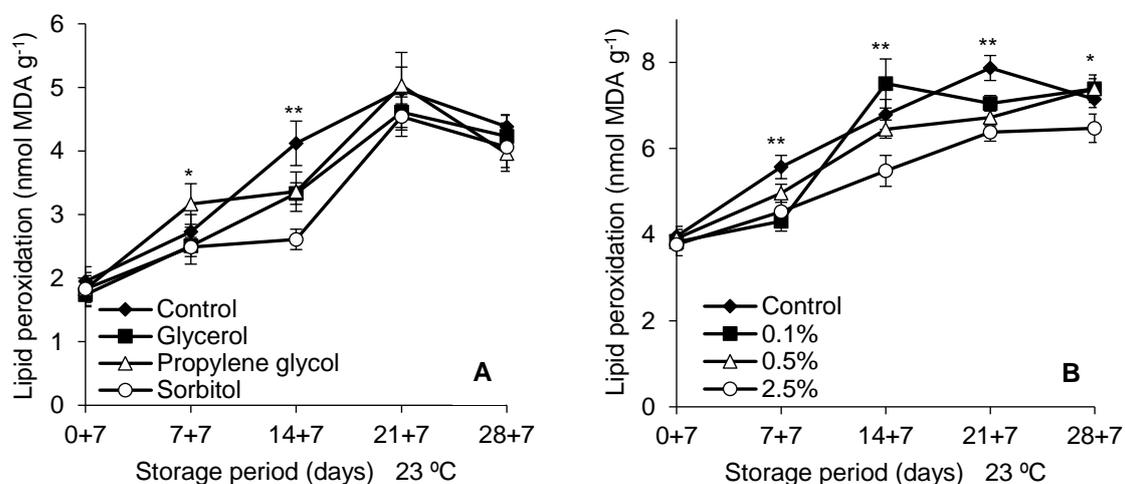 Lipid peroxidation (nmol MDA g⁻¹)
6
5
4
3
2
1
0
*
**
Control
Glycerol
Propylene glycol
Sorbitol
A
0+7 7+7 14+7 21+7 28+7
Storage period (days) 23 ºC
Lipid peroxidation (nmol MDA g⁻¹)
8
6
4
2
0
**
**
**
*
Control
0.1%
0.5%
2.5%
B
0+7 7+7 14+7 21+7 28+7
Storage period (days) 23 ºC